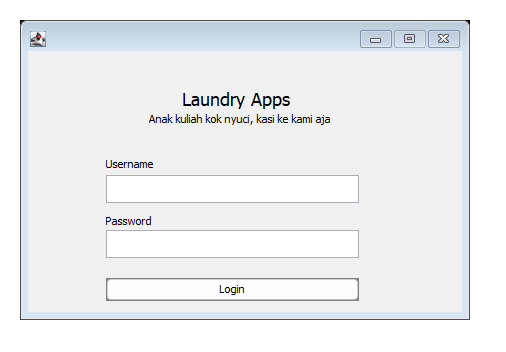 Laundry Apps
Anak kuliah kok nyuci, kasi ke kami aja
Username
Password
Login